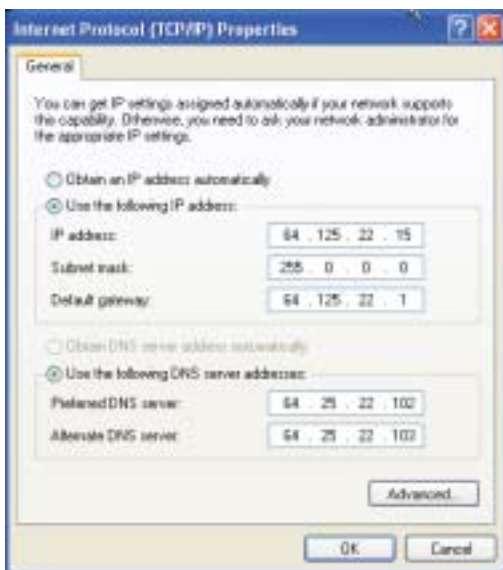 Internet Protocol (TCP/IP) Properties
General
You can get IP settings assigned automatically if your network supports
this capability. Otherwise, you need to ask your network administrator for
the appropriate IP settings.
Obtain an IP address automatically
Use the following IP address:
IP address: 64 . 125 . 22 . 15
Subnet mask: 255 . 0 . 0 . 0
Default gateway: 64 . 125 . 22 . 1
Obtain DNS server address automatically
Use the following DNS server addresses:
Preferred DNS server: 64 . 25 . 22 . 102
Alternate DNS server: 64 . 25 . 22 . 103
Advanced...
OK
Cancel